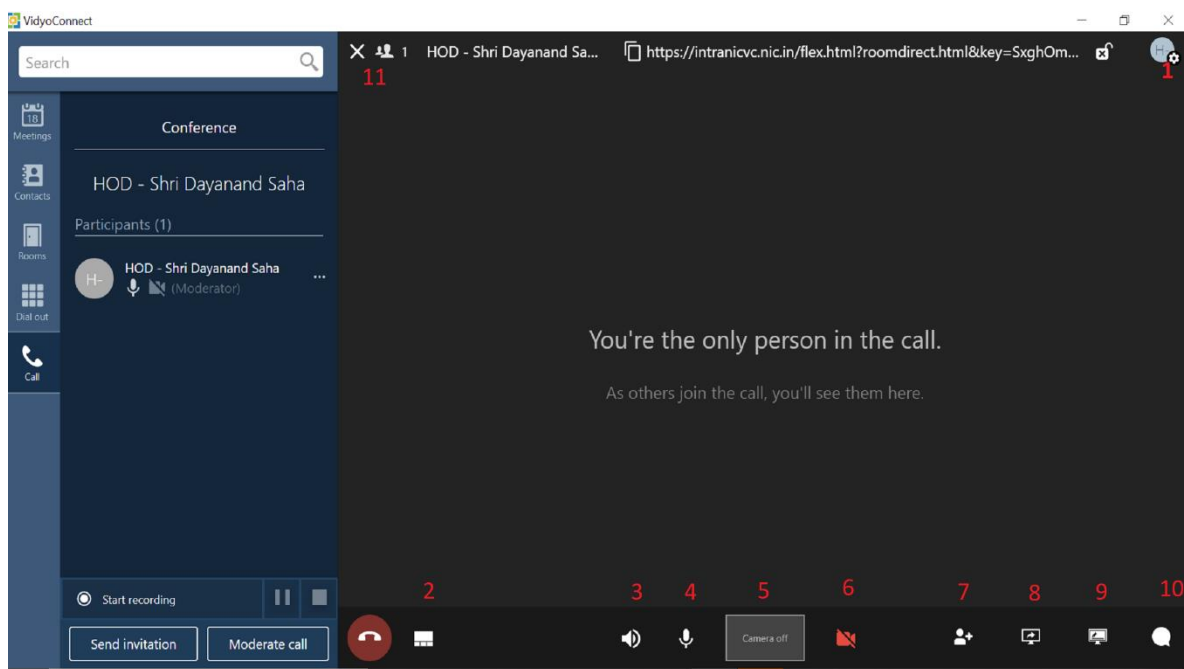 VidyoConnect
Search
1 HOD - Shri Dayanand Sa... https://intranicvc.nic.in/flex.html?roomdirect.html&key=SxghOm... H-
11
1
18
Meetings
Contacts
Rooms
Dial out
Call
Conference
HOD - Shri Dayanand Saha
Participants (1)
H-
HOD - Shri Dayanand Saha ...
(Moderator)
You're the only person in the call.
As others join the call, you'll see them here.
2 3 4 5 6 7 8 9 10
Start recording
Send invitation Moderate call
Camera off